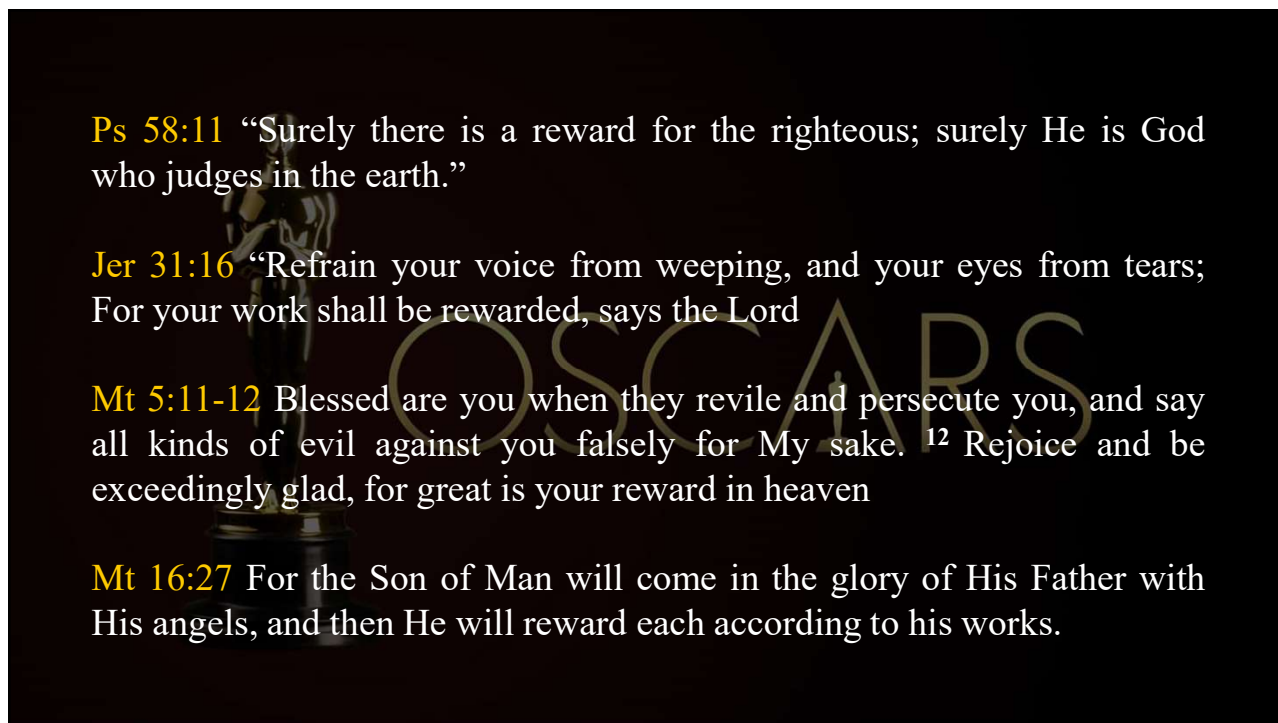 Ps 58:11 “Surely there is a reward for the righteous; surely He is God
who judges in the earth.”
Jer 31:16 “Refrain your voice from weeping, and your eyes from tears;
For your work shall be rewarded, says the Lord
OSCARS
Mt 5:11-12 Blessed are you when they revile and persecute you, and say
all kinds of evil against you falsely for My sake. ¹² Rejoice and be
exceedingly glad, for great is your reward in heaven
Mt 16:27 For the Son of Man will come in the glory of His Father with
His angels, and then He will reward each according to his works.